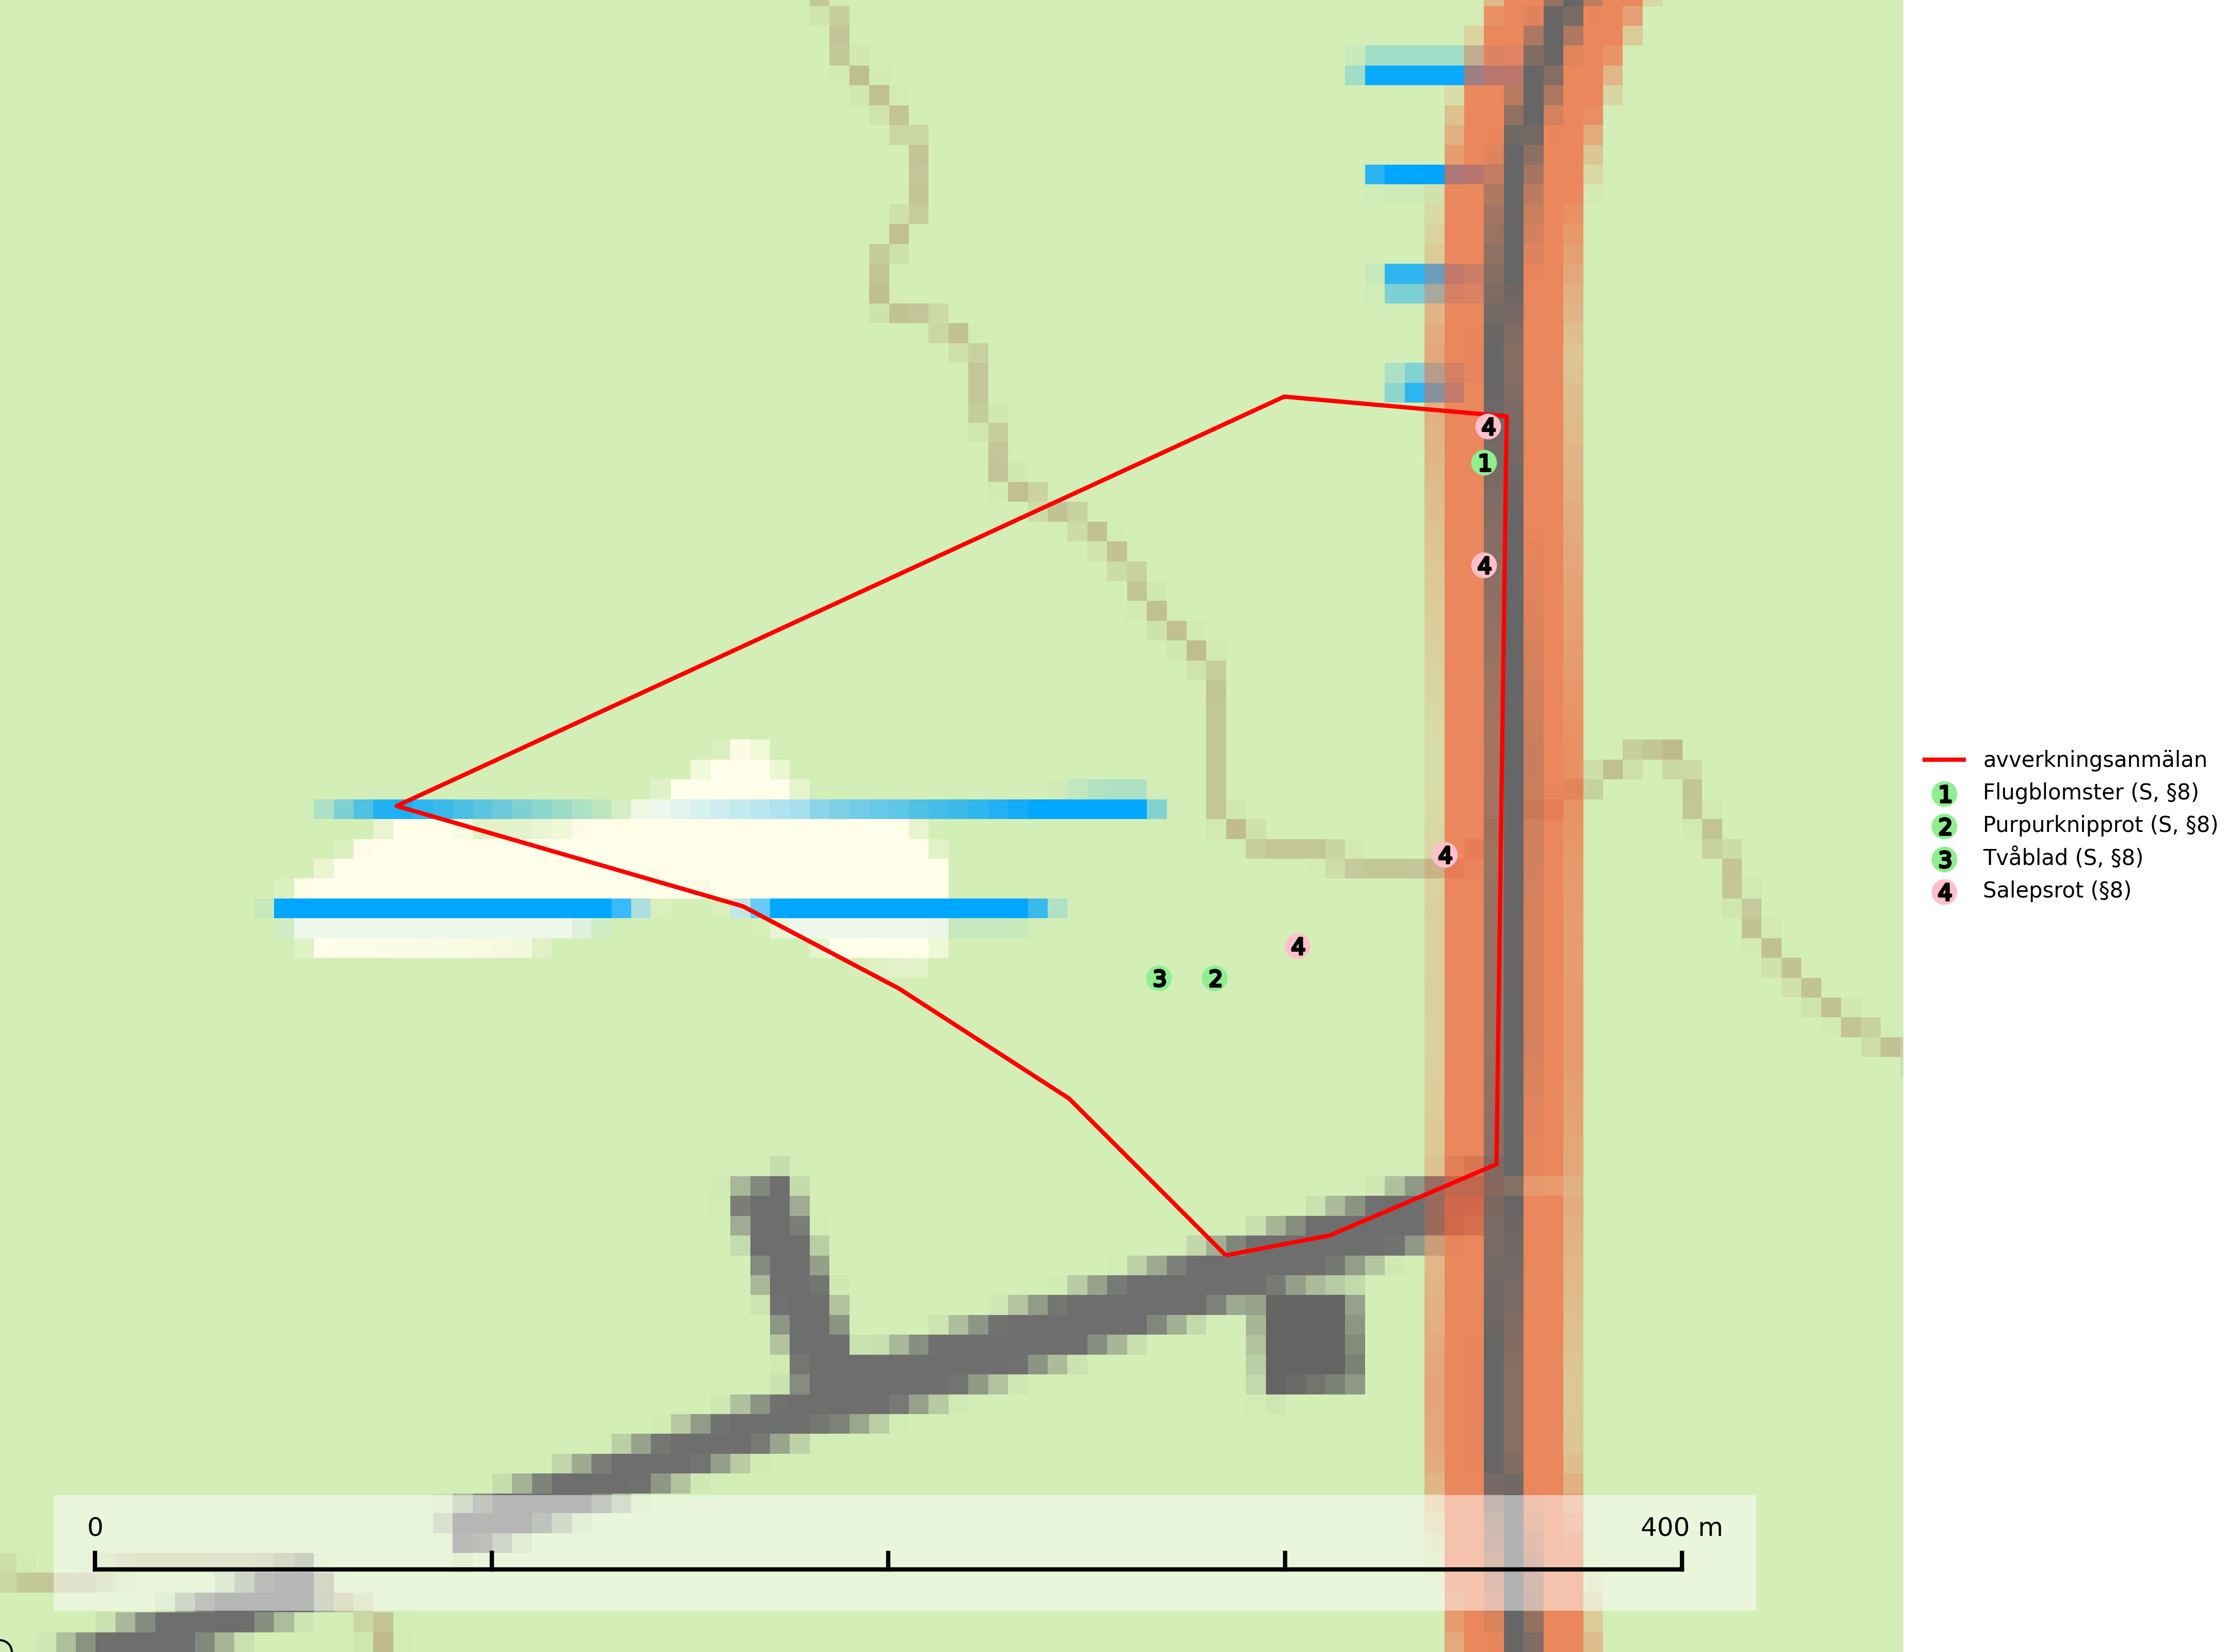 4
1
4
4
4
3 2
avverkningsanmälan
1 Flugblomster (S, §8)
2 Purpurknipprot (S, §8)
3 Tvåblad (S, §8)
4 Salepsrot (§8)
0 400 m